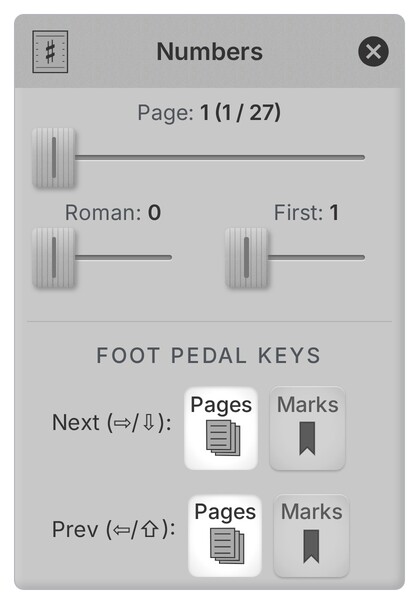 Numbers
Page: 1 (1 / 27)
Roman: 0 First: 1
FOOT PEDAL KEYS
Next (⇨/⇩): Pages Marks
Prev (⇦/⇧): Pages Marks